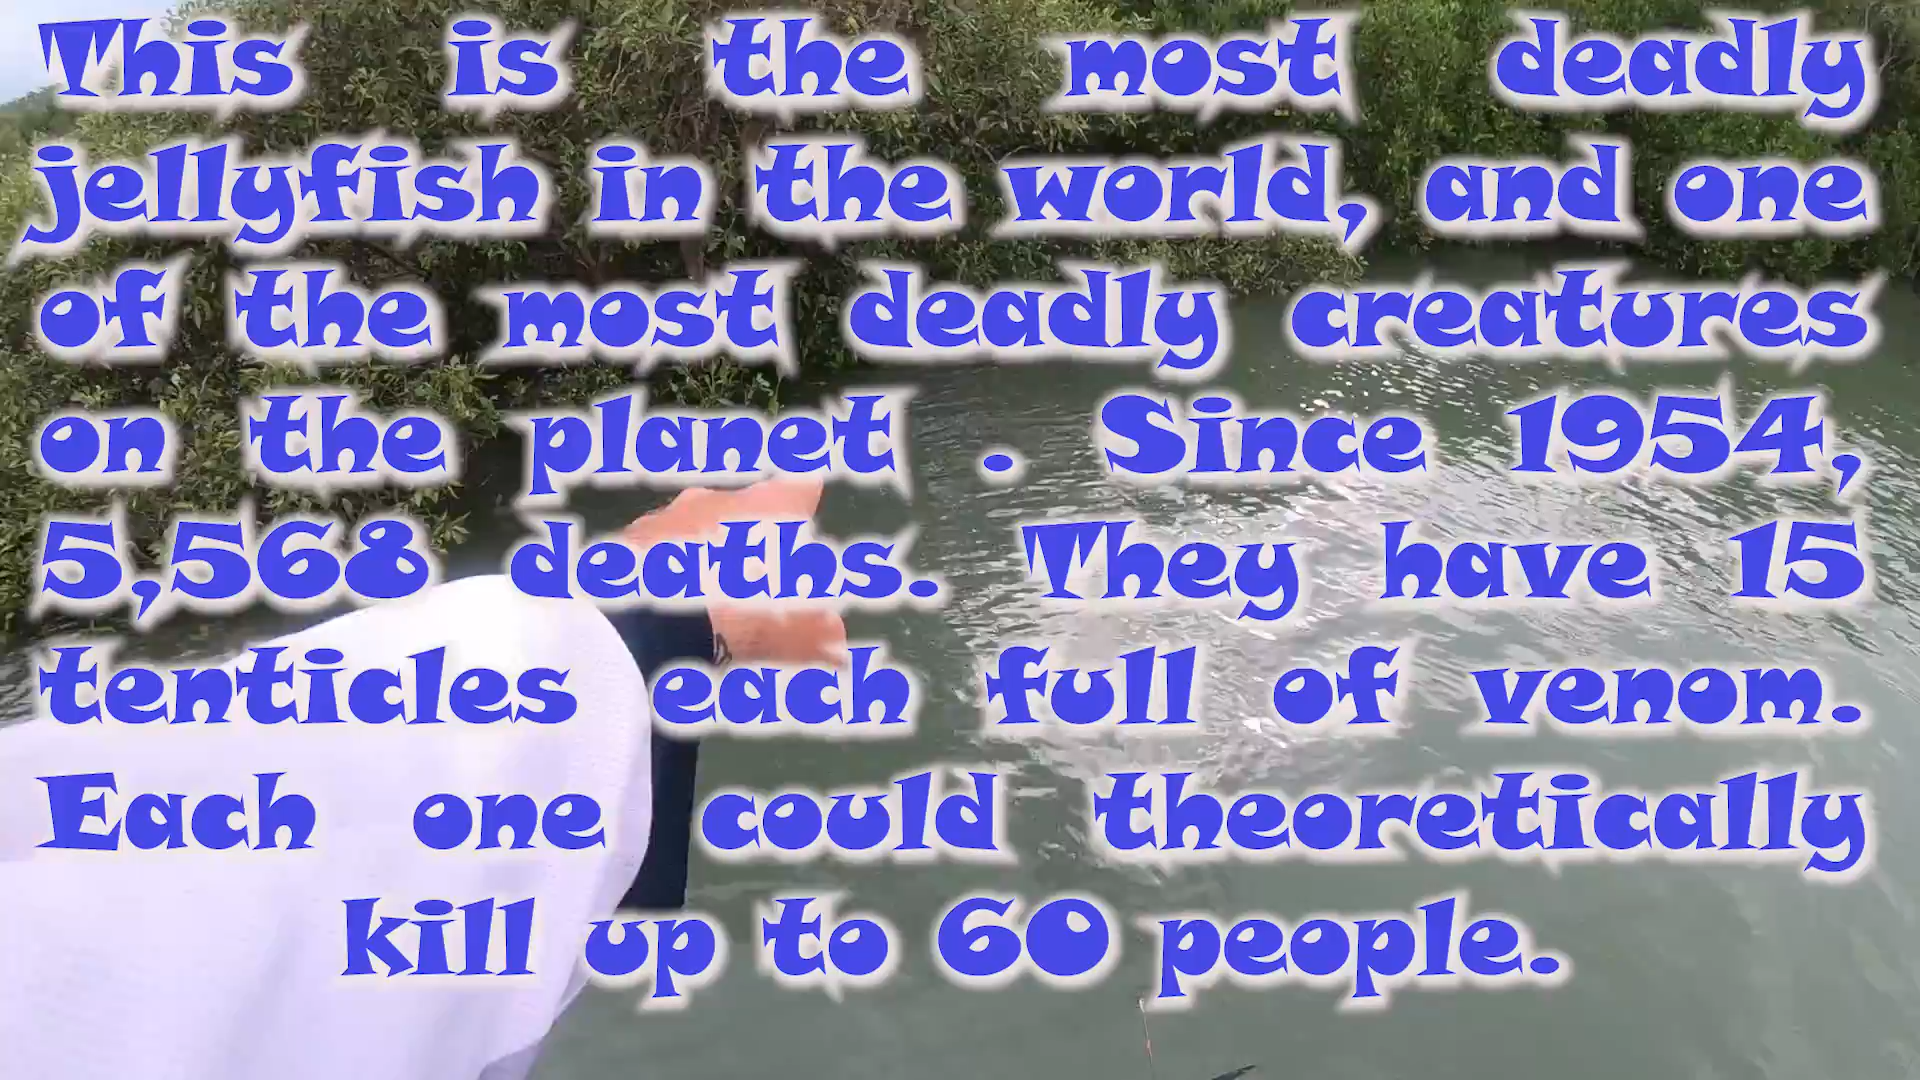 This is the most deadly
jellyfish in the world, and one
of the most deadly creatures
on the planet . Since 1954,
5,568 deaths. They have 15
tenticles each full of venom.
Each one could theoretically
kill up to 60 people.